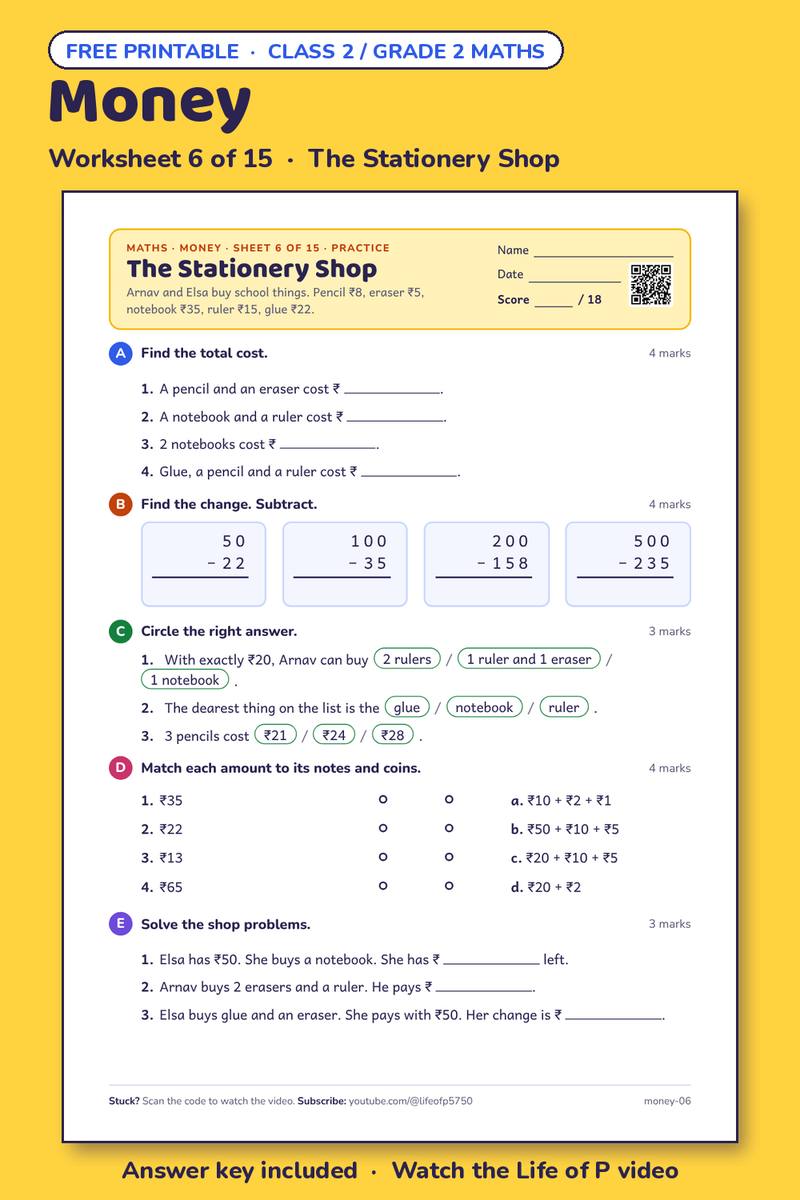 FREE PRINTABLE · CLASS 2 / GRADE 2 MATHS
Money
Worksheet 6 of 15 · The Stationery Shop
MATHS · MONEY · SHEET 6 OF 15 · PRACTICE
The Stationery Shop
Arnav and Elsa buy school things. Pencil ₹8, eraser ₹5,
notebook ₹35, ruler ₹15, glue ₹22.
Name ____________________
Date ______________
Score ______ / 18
A Find the total cost. 4 marks
1. A pencil and an eraser cost ₹ ______________.
2. A notebook and a ruler cost ₹ ______________.
3. 2 notebooks cost ₹ ______________.
4. Glue, a pencil and a ruler cost ₹ ______________.
B Find the change. Subtract. 4 marks
50 100 200 500
− 22 − 35 − 158 − 235
C Circle the right answer. 3 marks
1. With exactly ₹20, Arnav can buy 2 rulers / 1 ruler and 1 eraser /
1 notebook .
2. The dearest thing on the list is the glue / notebook / ruler .
3. 3 pencils cost ₹21 / ₹24 / ₹28 .
D Match each amount to its notes and coins. 4 marks
1. ₹35 a. ₹10 + ₹2 + ₹1
2. ₹22 b. ₹50 + ₹10 + ₹5
3. ₹13 c. ₹20 + ₹10 + ₹5
4. ₹65 d. ₹20 + ₹2
E Solve the shop problems. 3 marks
1. Elsa has ₹50. She buys a notebook. She has ₹ ______________ left.
2. Arnav buys 2 erasers and a ruler. He pays ₹ ______________.
3. Elsa buys glue and an eraser. She pays with ₹50. Her change is ₹ ______________.
Stuck? Scan the code to watch the video. Subscribe: youtube.com/@lifeofp5750 money-06
Answer key included · Watch the Life of P video